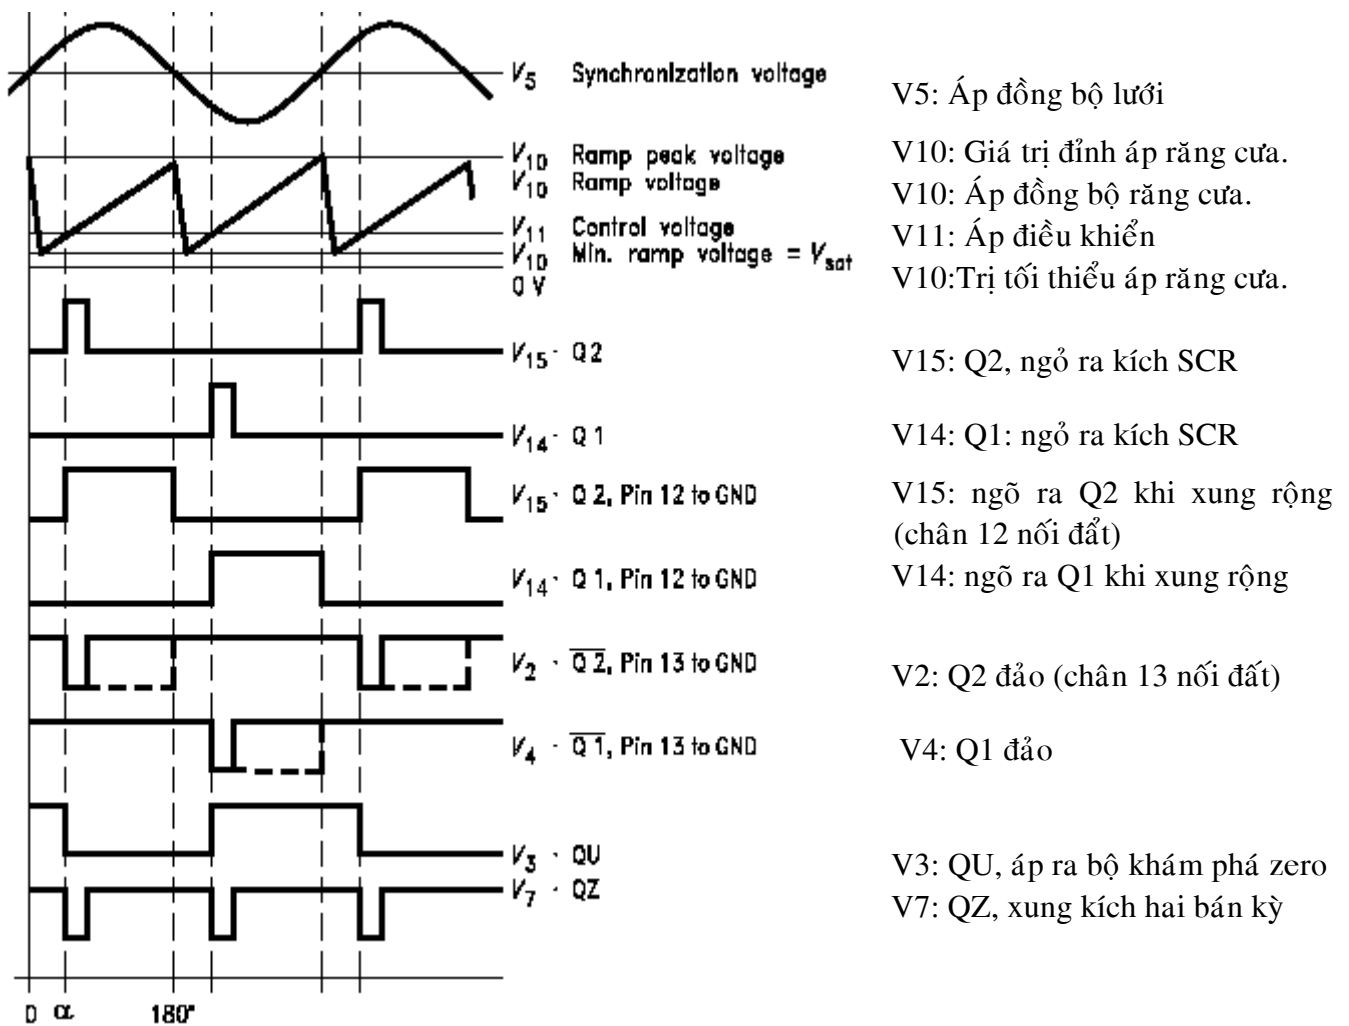 V5 Synchronization voltage
V5: Áp đồng bộ lưới
V10 Ramp peak voltage
V10: Giá trị đỉnh áp răng cưa.
V10 Ramp voltage
V10: Áp đồng bộ răng cưa.
V11 Control voltage
V11: Áp điều khiển
V10 Min. ramp voltage = Vsat
V10:Trị tối thiểu áp răng cưa.
0 V
V15 · Q2
V15: Q2, ngỏ ra kích SCR
V14 · Q1
V14: Q1: ngỏ ra kích SCR
V15 · Q2, Pin 12 to GND
V15: ngõ ra Q2 khi xung rộng
(chân 12 nối đẩt)
V14 · Q1, Pin 12 to GND
V14: ngõ ra Q1 khi xung rộng
V2 · Q̅2̅, Pin 13 to GND
V2: Q2 đảo (chân 13 nối đất)
V4 · Q̅1̅, Pin 13 to GND
V4: Q1 đảo
V3 · QU
V3: QU, áp ra bộ khám phá zero
V7 · QZ
V7: QZ, xung kích hai bán kỳ
0 α 180°